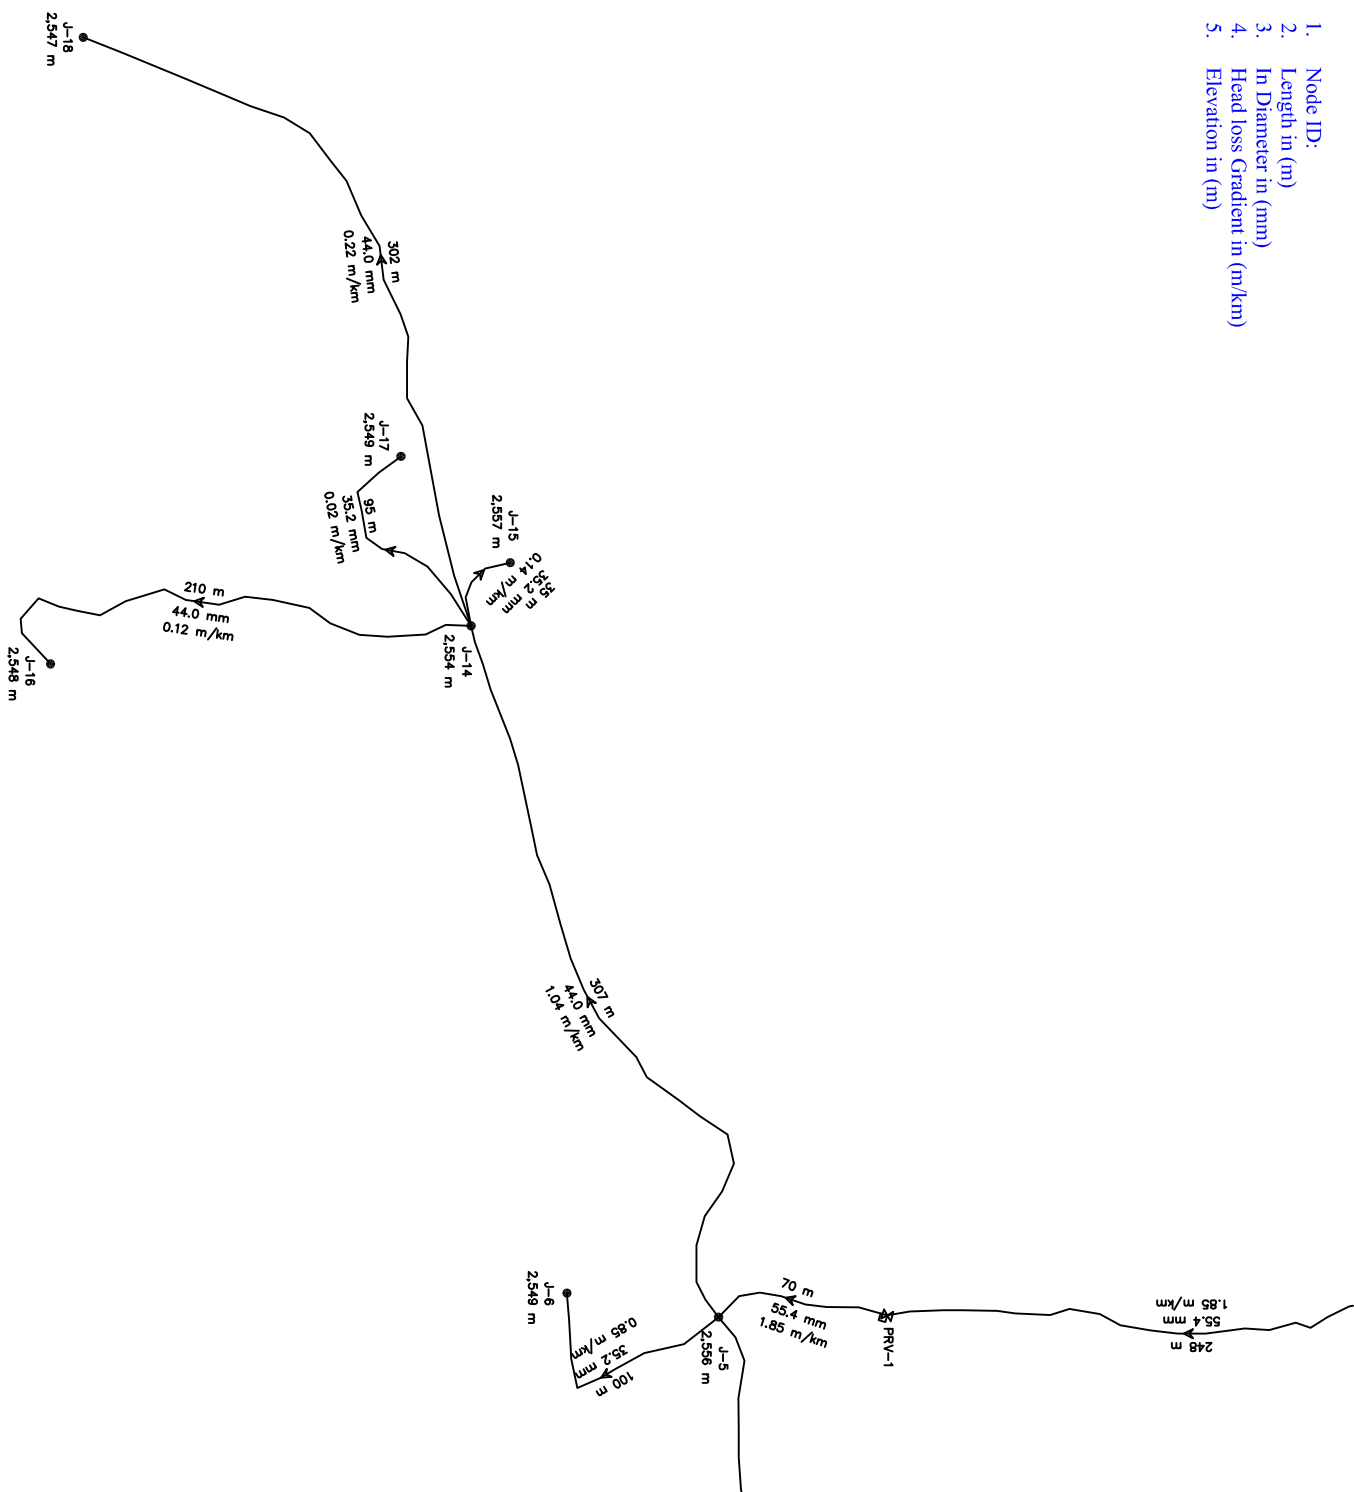 1. Node ID:
2. Length in (m)
3. In Diameter in (mm)
4. Head loss Gradient in (m/km)
5. Elevation in (m)
J-18
2,547 m
302 m
44.0 mm
0.22 m/km
J-17
2,549 m
95 m
35.2 mm
0.02 m/km
J-15
2,557 m
35 m
35.2 mm
0.14 m/km
210 m
44.0 mm
0.12 m/km
J-16
2,548 m
J-14
2,554 m
307 m
44.0 mm
1.04 m/km
J-6
2,549 m
0.85 m/km
35.2 mm
100 m
J-5
2,556 m
70 m
55.4 mm
1.85 m/km
PRV-1
248 m
55.4 mm
1.85 m/km